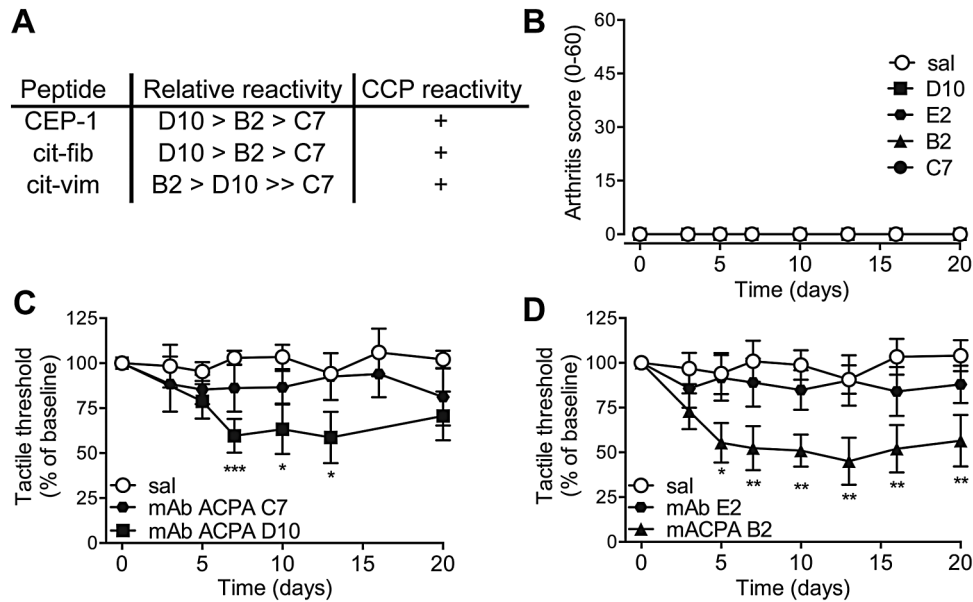 A
Peptide Relative reactivity CCP reactivity
CEP-1 D10 > B2 > C7 +
cit-fib D10 > B2 > C7 +
cit-vim B2 > D10 >> C7 +
B
Arthritis score (0-60)
60
45
30
15
0
sal
D10
E2
B2
C7
0 5 10 15 20
Time (days)
C
Tactile threshold
(% of baseline)
125
100
75
50
25
0
*** * *
sal
mAb ACPA C7
mAb ACPA D10
0 5 10 15 20
Time (days)
D
Tactile threshold
(% of baseline)
125
100
75
50
25
0
* ** ** ** ** **
sal
mAb E2
mACPA B2
0 5 10 15 20
Time (days)